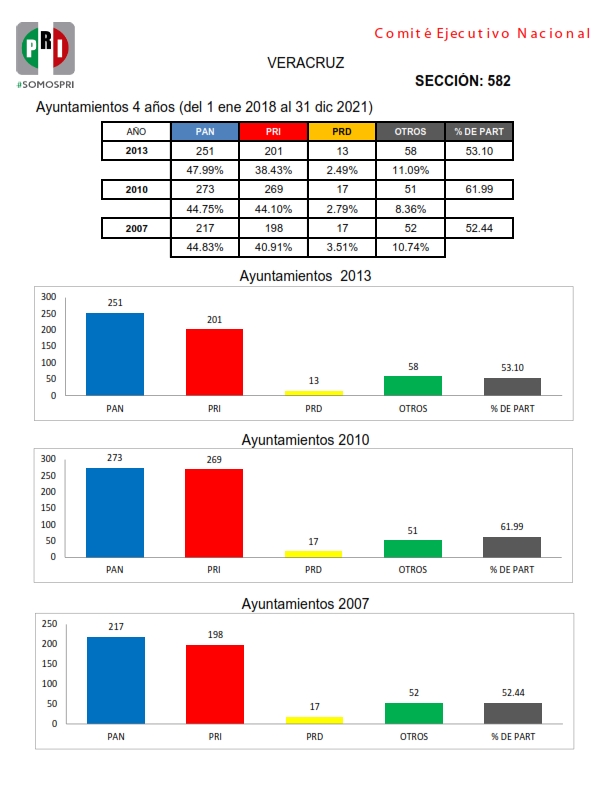 Comité Ejecutivo Nacional
PRI
#SOMOSPRI
VERACRUZ
SECCIÓN: 582
Ayuntamientos 4 años (del 1 ene 2018 al 31 dic 2021)
AÑO PAN PRI PRD OTROS % DE PART
2013 251 201 13 58 53.10
47.99% 38.43% 2.49% 11.09%
2010 273 269 17 51 61.99
44.75% 44.10% 2.79% 8.36%
2007 217 198 17 52 52.44
44.83% 40.91% 3.51% 10.74%
Ayuntamientos 2013
300
250
200
150
100
50
0
251
201
13
58
53.10
PAN PRI PRD OTROS % DE PART
Ayuntamientos 2010
300
250
200
150
100
50
0
273
269
17
51
61.99
PAN PRI PRD OTROS % DE PART
Ayuntamientos 2007
250
200
150
100
50
0
217
198
17
52
52.44
PAN PRI PRD OTROS % DE PART